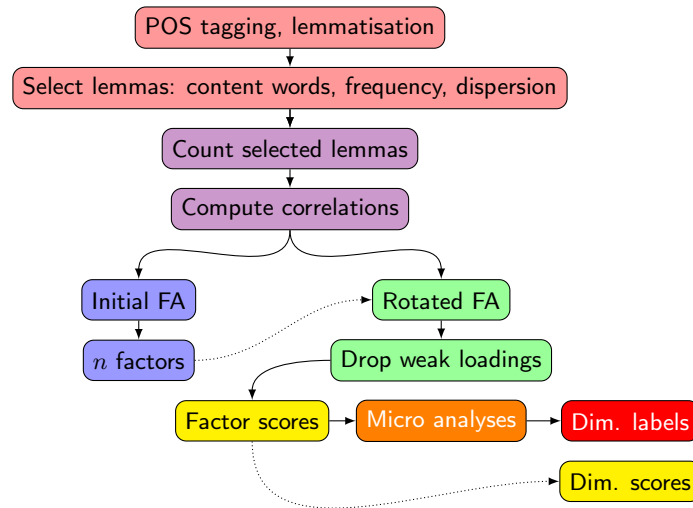 POS tagging, lemmatisation
Select lemmas: content words, frequency, dispersion
Count selected lemmas
Compute correlations
Initial FA
Rotated FA
n factors
Drop weak loadings
Factor scores
Micro analyses
Dim. labels
Dim. scores